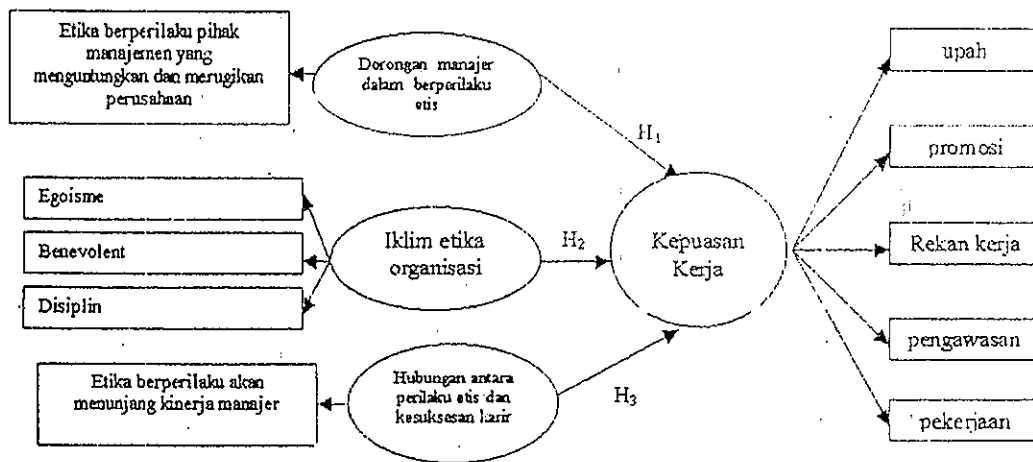 Etika berperilaku pihak
manajemen yang
menguntungkan dan merugikan
perusahaan
Dorongan manajer
dalam berperilaku
etis
H1
Egoisme
Benevolent
Disiplin
Iklim etika
organisasi
H2
Etika berperilaku akan
menunjang kinerja manajer
Hubungan antara
perilaku etis dan
kesuksesan karir
H3
Kepuasan
Kerja
upah
promosi
Rekan kerja
pengawasan
pekerjaan